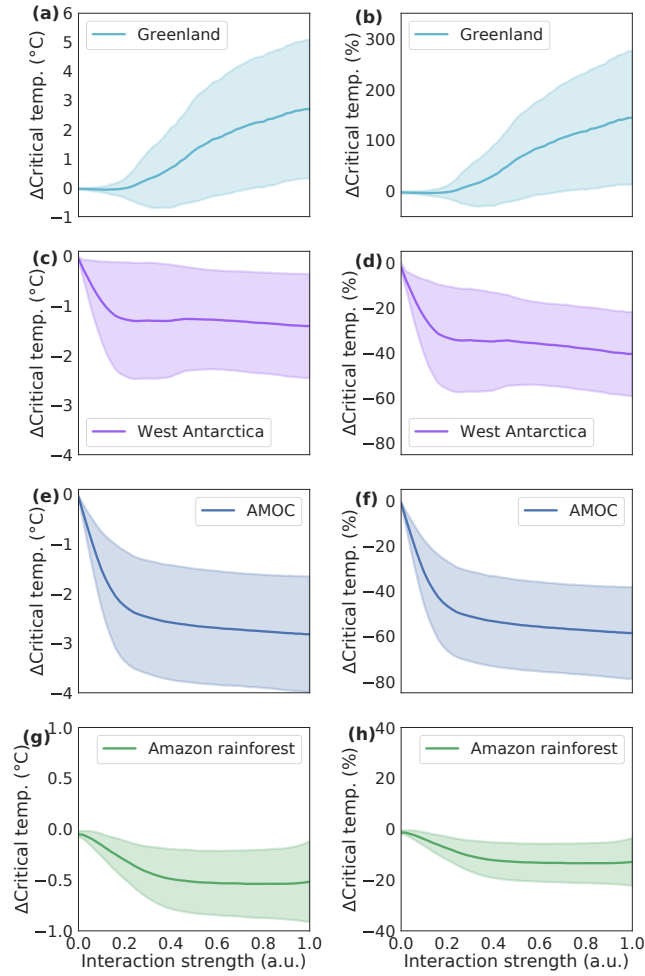 (a)
6
5
4
3
2
1
0
−1
ΔCritical temp. (°C)
Greenland
(b)
300
200
100
0
ΔCritical temp. (%)
Greenland
(c)
0
−1
−2
−3
−4
ΔCritical temp. (°C)
West Antarctica
(d)
0
−20
−40
−60
−80
ΔCritical temp. (%)
West Antarctica
(e)
0
−1
−2
−3
−4
ΔCritical temp. (°C)
AMOC
(f)
0
−20
−40
−60
−80
ΔCritical temp. (%)
AMOC
(g)
1.0
0.5
0.0
−0.5
−1.0
ΔCritical temp. (°C)
Amazon rainforest
0.0 0.2 0.4 0.6 0.8 1.0
Interaction strength (a.u.)
(h)
40
20
0
−20
−40
ΔCritical temp. (%)
Amazon rainforest
0.0 0.2 0.4 0.6 0.8 1.0
Interaction strength (a.u.)